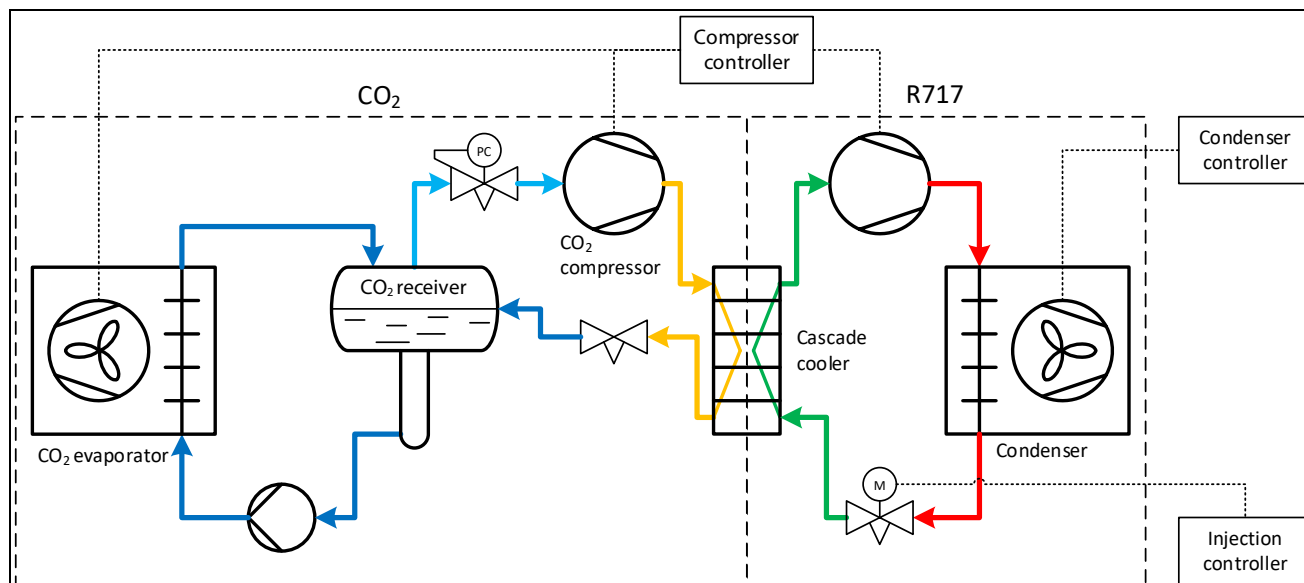 Compressor
controller
CO₂
R717
Condenser
controller
PC
CO₂
compressor
CO₂ receiver
Cascade
cooler
CO₂ evaporator
Condenser
M
Injection
controller